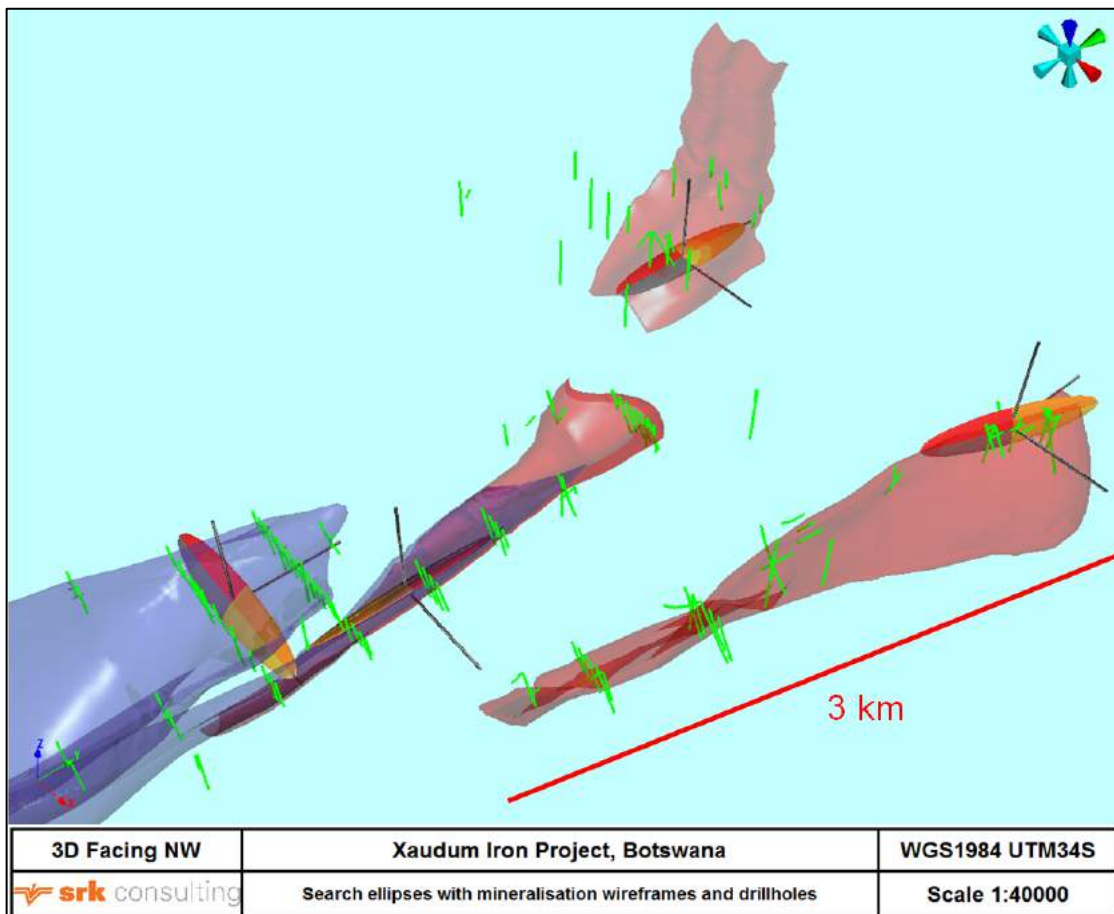 Z
Y
X
3 km
3D Facing NW
Xaudum Iron Project, Botswana
WGS1984 UTM34S
srk consulting
Search ellipses with mineralisation wireframes and drillholes
Scale 1:40000